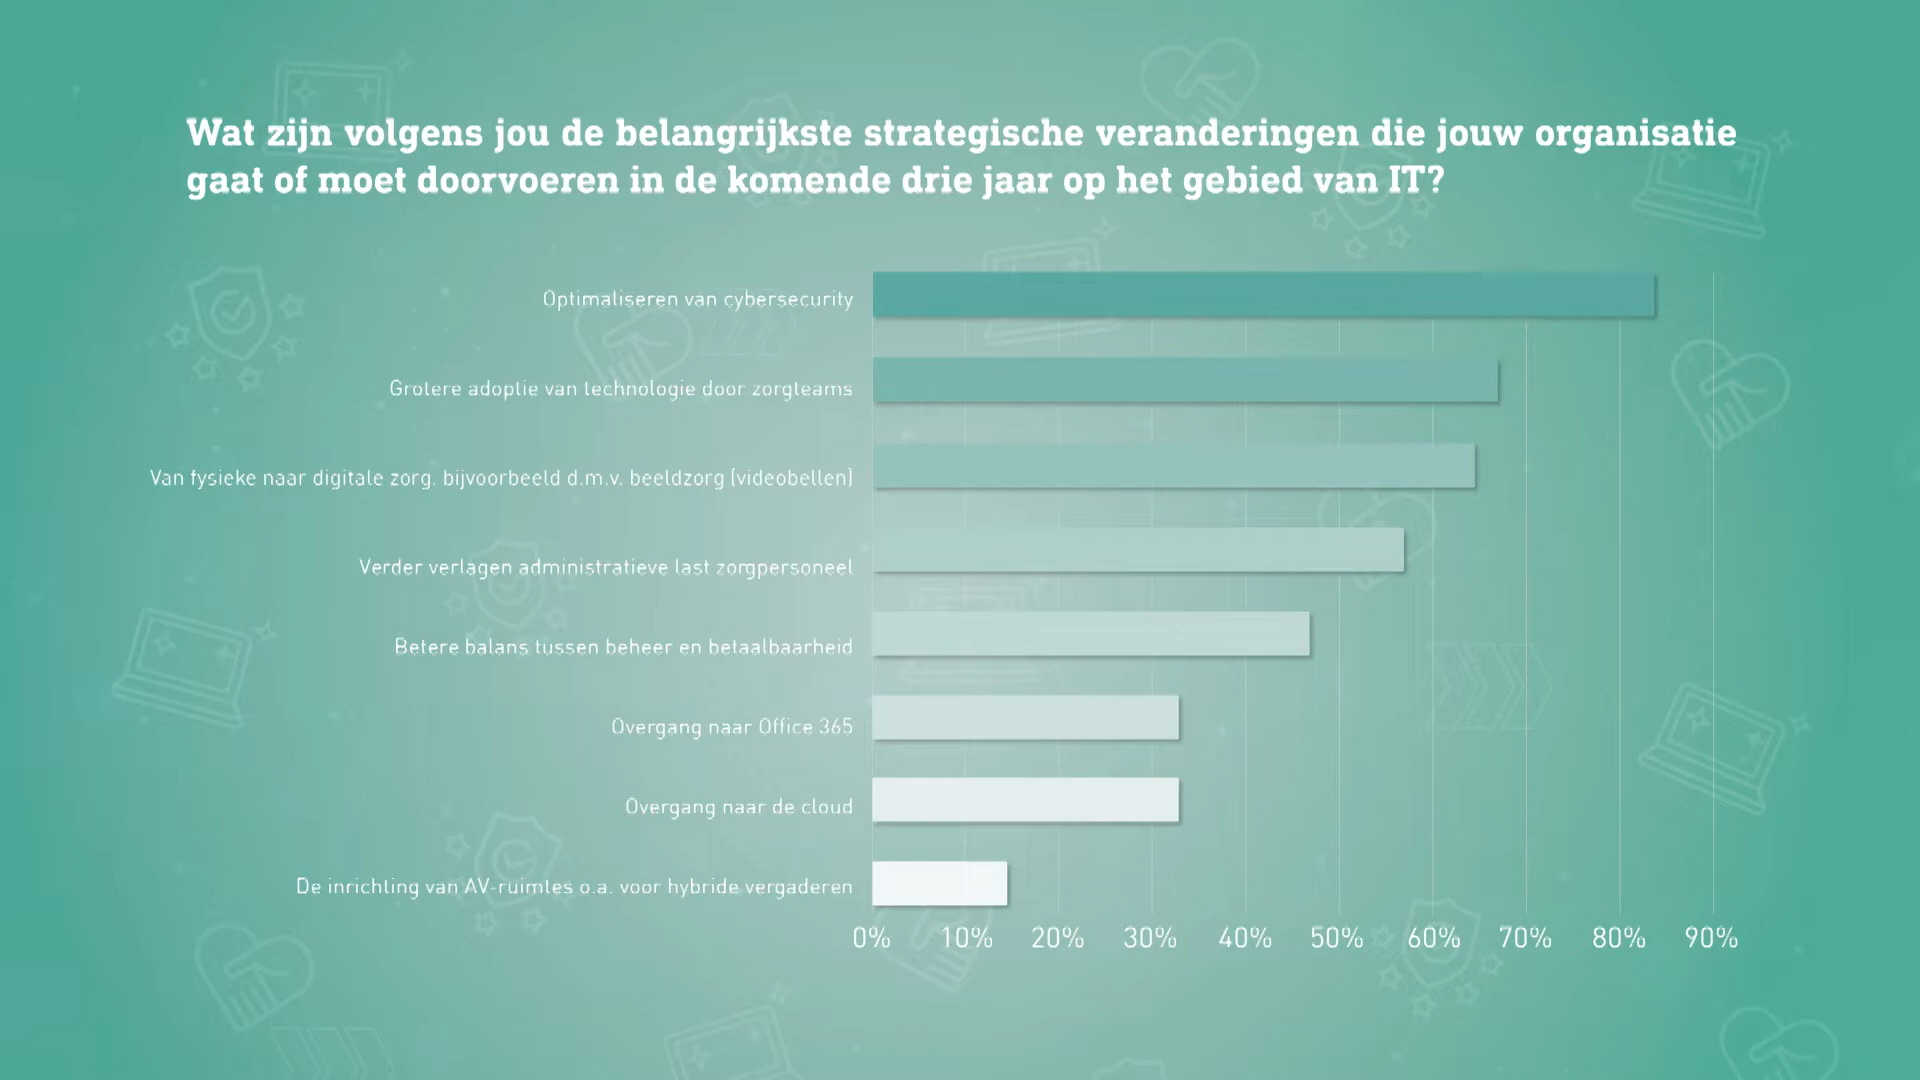 Wat zijn volgens jou de belangrijkste strategische veranderingen die jouw organisatie
gaat of moet doorvoeren in de komende drie jaar op het gebied van IT?
Optimaliseren van cybersecurity
Grotere adoptie van technologie door zorgteams
Van fysieke naar digitale zorg. bijvoorbeeld d.m.v. beeldzorg (videobellen)
Verder verlagen administratieve last zorgpersoneel
Betere balans tussen beheer en betaalbaarheid
Overgang naar Office 365
Overgang naar de cloud
De inrichting van AV-ruimtes o.a. voor hybride vergaderen
0% 10% 20% 30% 40% 50% 60% 70% 80% 90%